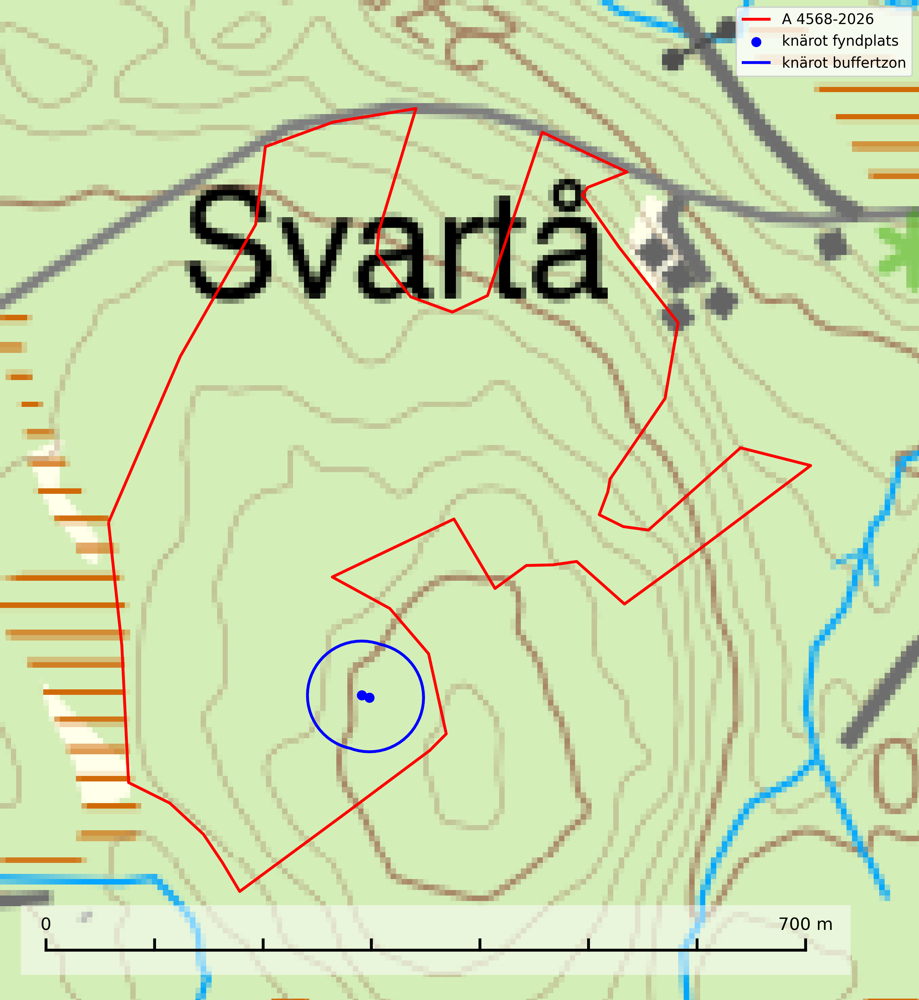 A 4568-2026
knärot fyndplats
knärot buffertzon
Svartå
0
700 m